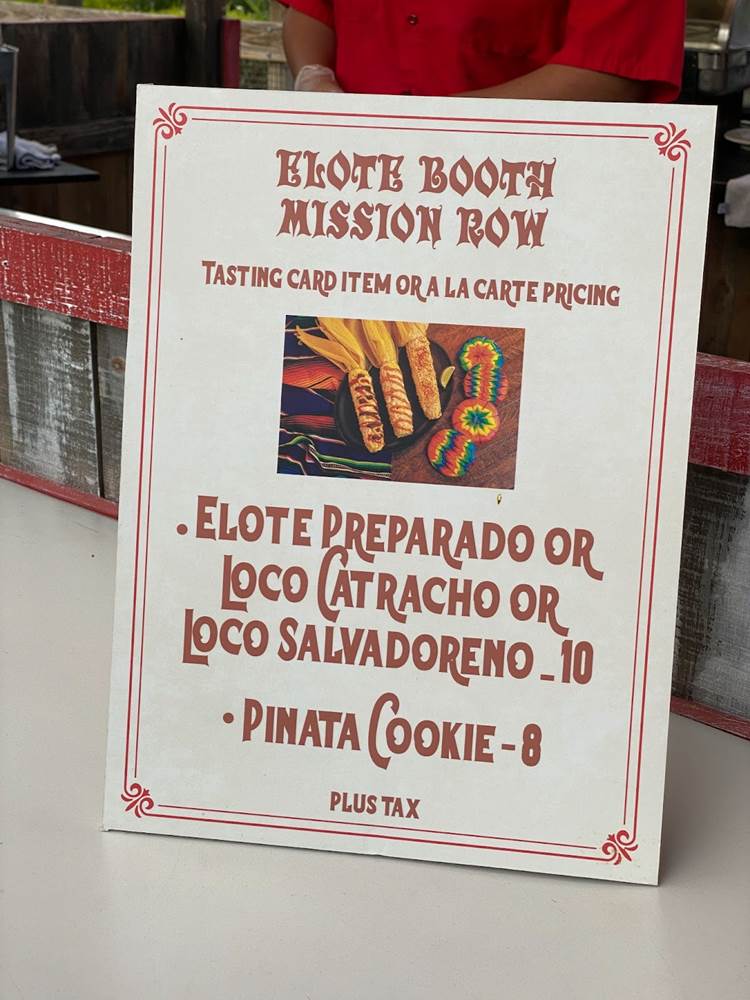 ELOTE BOOTH
MISSION ROW
TASTING CARD ITEM OR A LA CARTE PRICING
• ELOTE PREPARADO OR
LOCO CATRACHO OR
LOCO SALVADORENO - 10
• PINATA COOKIE - 8
PLUS TAX